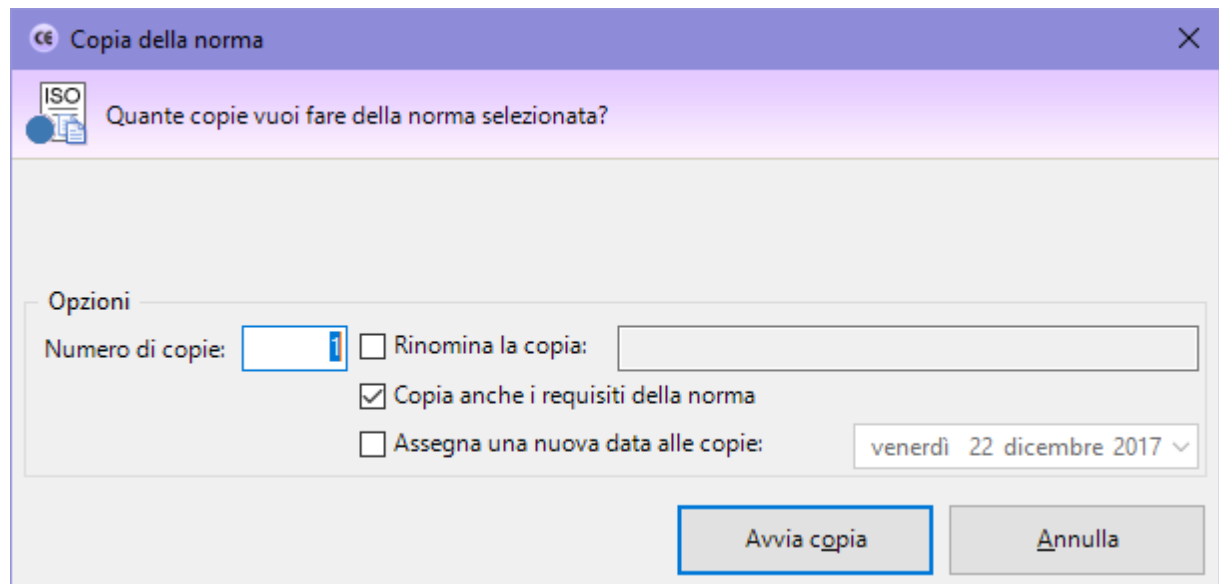 CE Copia della norma
ISO
Quante copie vuoi fare della norma selezionata?
Opzioni
Numero di copie: 1 Rinomina la copia:
Copia anche i requisiti della norma
Assegna una nuova data alle copie: venerdì 22 dicembre 2017
Avvia copia Annulla